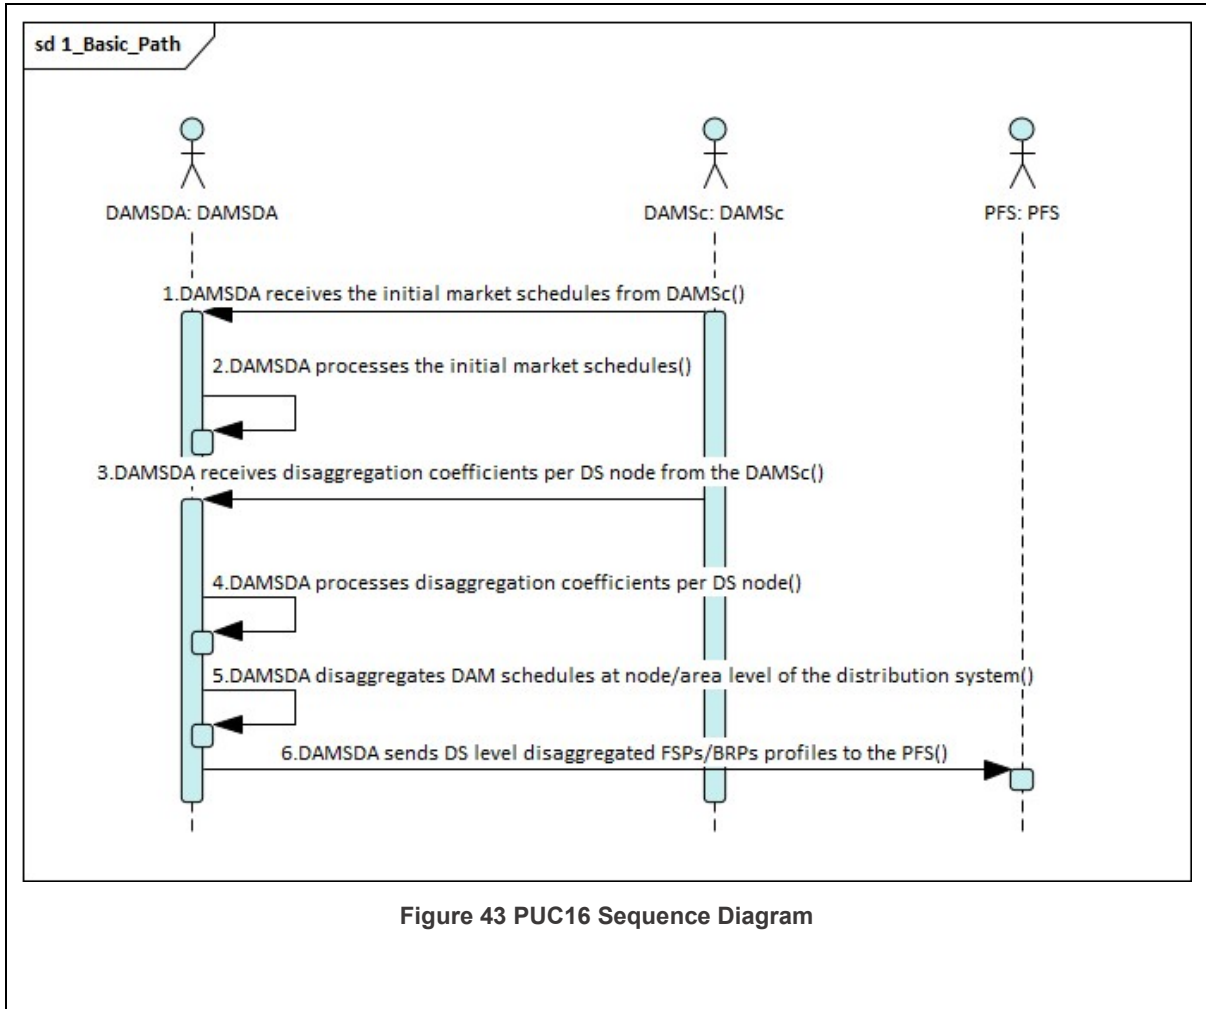 sd 1_Basic_Path
DAMSDA: DAMSDA
DAMSc: DAMSc
PFS: PFS
1.DAMSDA receives the initial market schedules from DAMSc()
2.DAMSDA processes the initial market schedules()
3.DAMSDA receives disaggregation coefficients per DS node from the DAMSc()
4.DAMSDA processes disaggregation coefficients per DS node()
5.DAMSDA disaggregates DAM schedules at node/area level of the distribution system()
6.DAMSDA sends DS level disaggregated FSPs/BRPs profiles to the PFS()
Figure 43 PUC16 Sequence Diagram